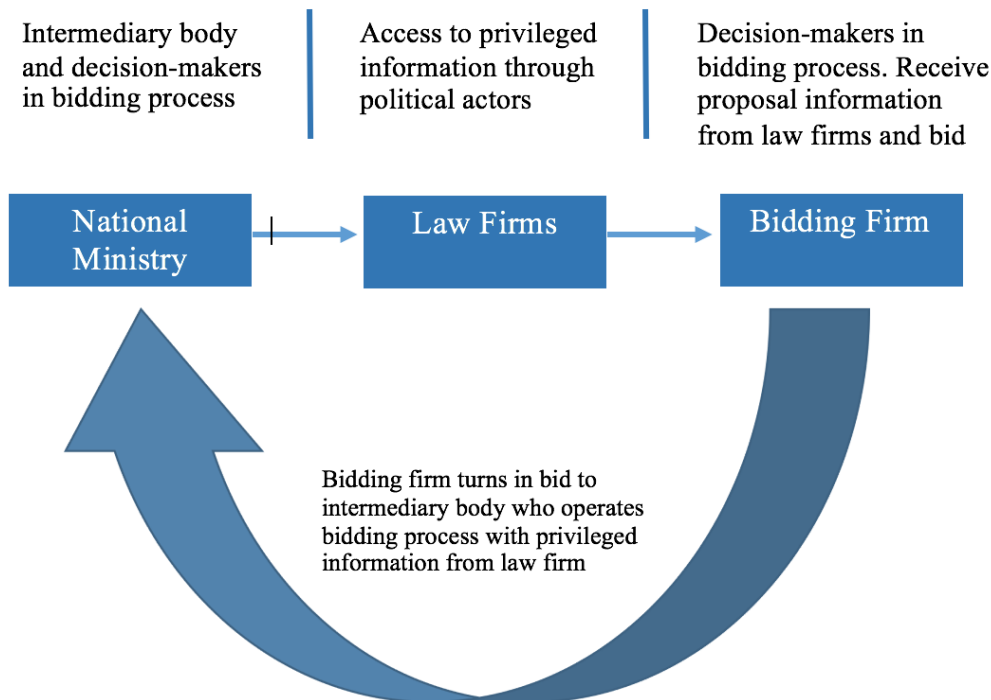 Intermediary body
and decision-makers
in bidding process
Access to privileged
information through
political actors
Decision-makers in
bidding process. Receive
proposal information
from law firms and bid
National
Ministry
Law Firms
Bidding Firm
Bidding firm turns in bid to
intermediary body who operates
bidding process with privileged
information from law firm